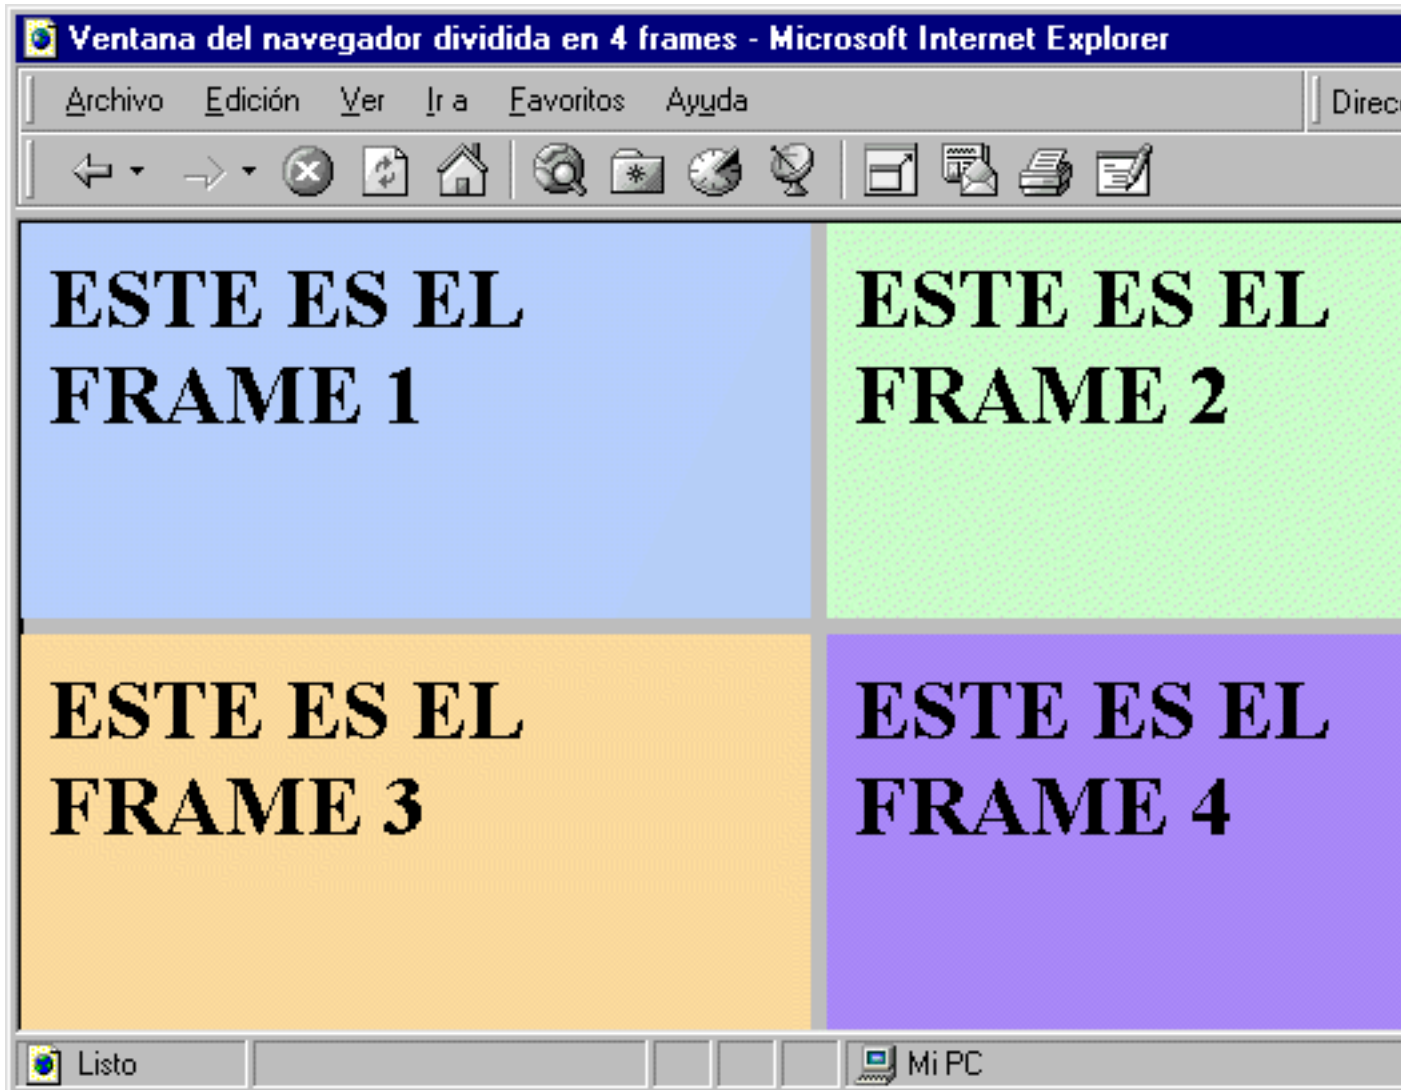 Ventana del navegador dividida en 4 frames - Microsoft Internet Explorer
Archivo Edición Ver Ir a Favoritos Ayuda Direc
ESTE ES EL
FRAME 1
ESTE ES EL
FRAME 2
ESTE ES EL
FRAME 3
ESTE ES EL
FRAME 4
Listo Mi PC